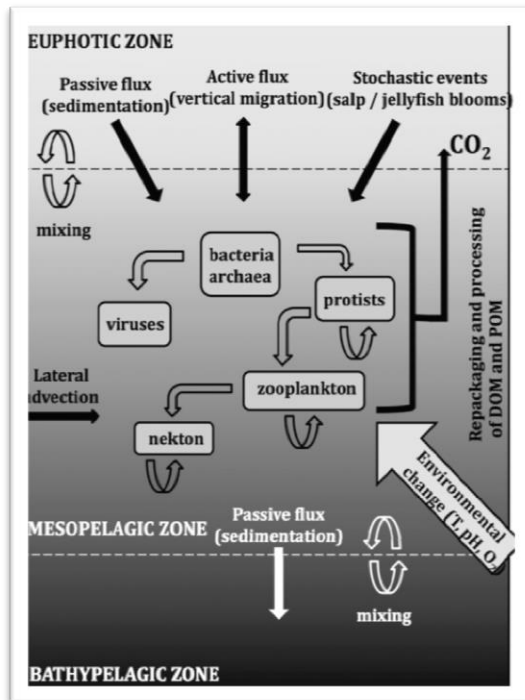 EUPHOTIC ZONE
Passive flux
(sedimentation)
Active flux
(vertical migration)
Stochastic events
(salp / jellyfish blooms)
CO2
mixing
bacteria
archaea
protists
viruses
Repackaging and processing
of DOM and POM
Lateral
advection
zooplankton
nekton
Environmental
change (T, pH, O2
MESOPELAGIC ZONE
Passive flux
(sedimentation)
mixing
BATHYPELAGIC ZONE